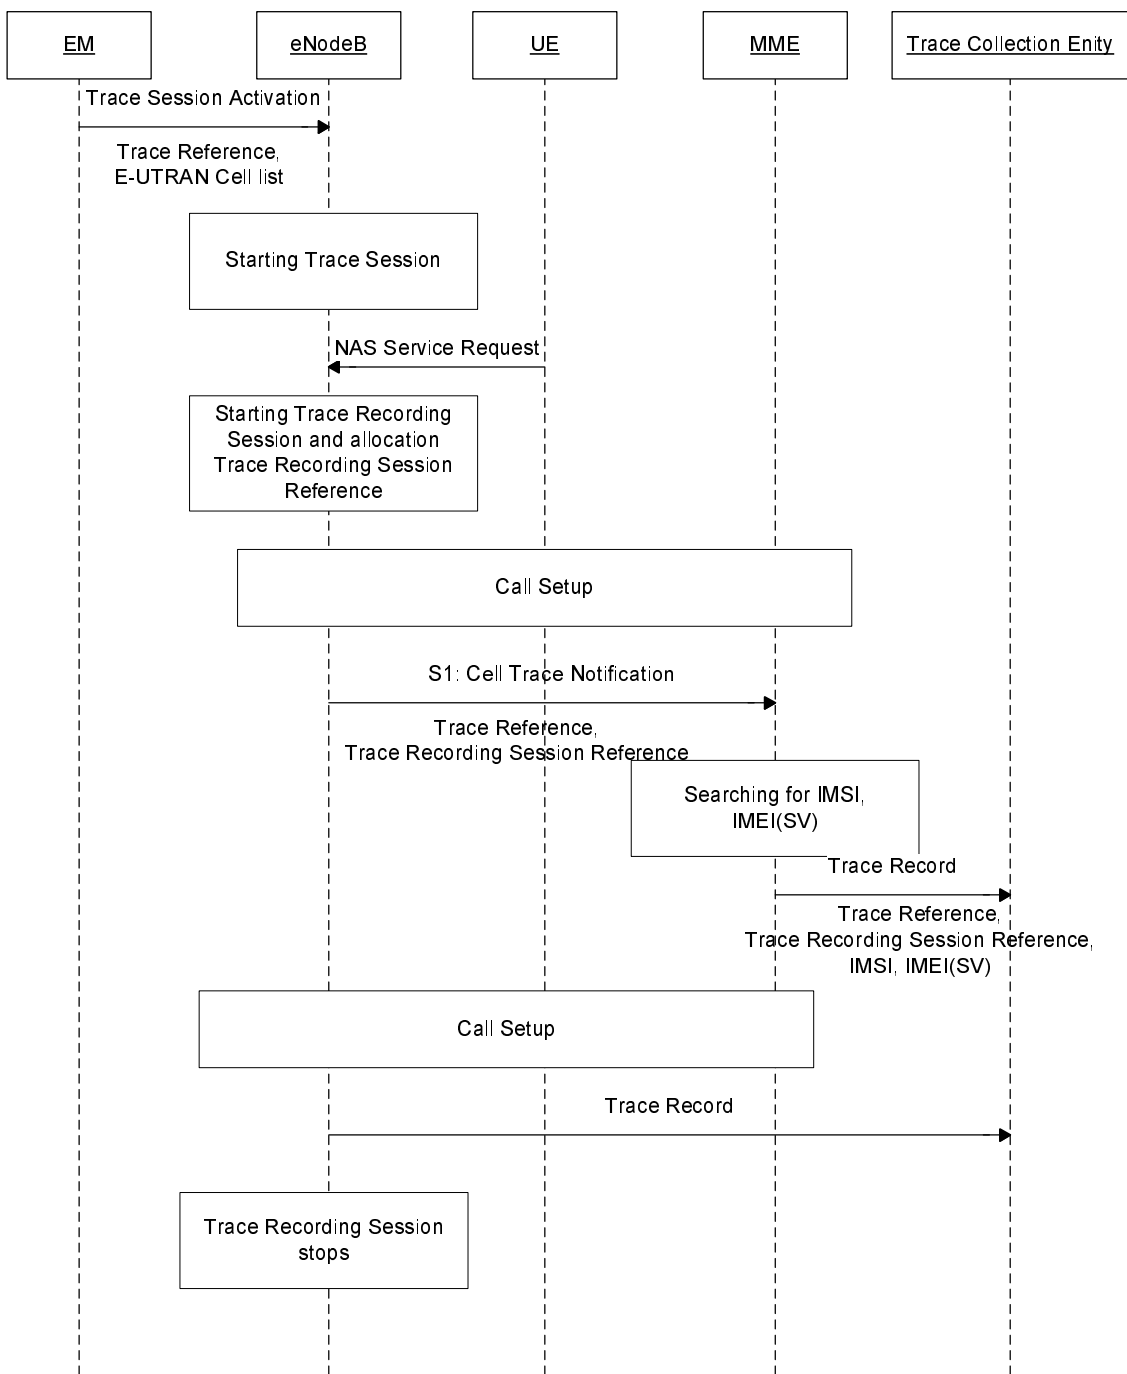 EM
eNodeB
UE
MME
Trace Collection Enity
Trace Session Activation
Trace Reference,
E-UTRAN Cell list
Starting Trace Session
NAS Service Request
Starting Trace Recording
Session and allocation
Trace Recording Session
Reference
Call Setup
S1: Cell Trace Notification
Trace Reference,
Trace Recording Session Reference
Searching for IMSI,
IMEI(SV)
Trace Record
Trace Reference,
Trace Recording Session Reference,
IMSI, IMEI(SV)
Call Setup
Trace Record
Trace Recording Session
stops